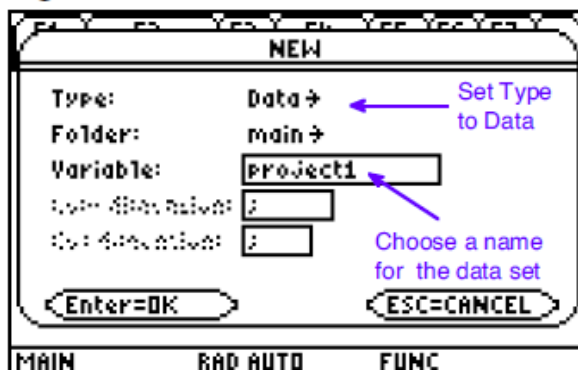 NEW
Type: Data→
Set Type
to Data
Folder: main→
Variable: project1
Choose a name
for the data set
Enter=OK
ESC=CANCEL
MAIN RAD AUTO FUNC